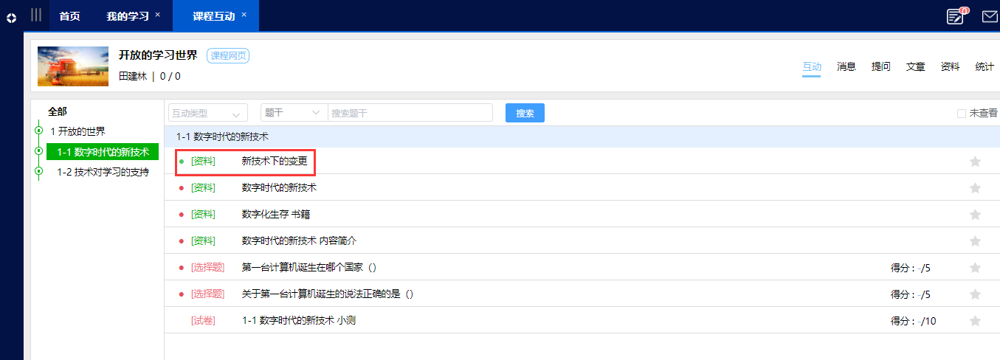 首页 我的学习 × 课程互动 × 0
开放的学习世界 课程网页
田建林 | 0 / 0
互动 消息 提问 文章 资料 统计
全部
1 开放的世界
1-1 数字时代的新技术
1-2 技术对学习的支持
互动类型 题干 搜索题干 搜索 未查看
1-1 数字时代的新技术
[资料] 新技术下的变更
[资料] 数字时代的新技术
[资料] 数字化生存 书籍
[资料] 数字时代的新技术 内容简介
[选择题] 第一台计算机诞生在哪个国家（） 得分 : -/5
[选择题] 关于第一台计算机诞生的说法正确的是（） 得分 : -/5
[试卷] 1-1 数字时代的新技术 小测 得分 : -/10